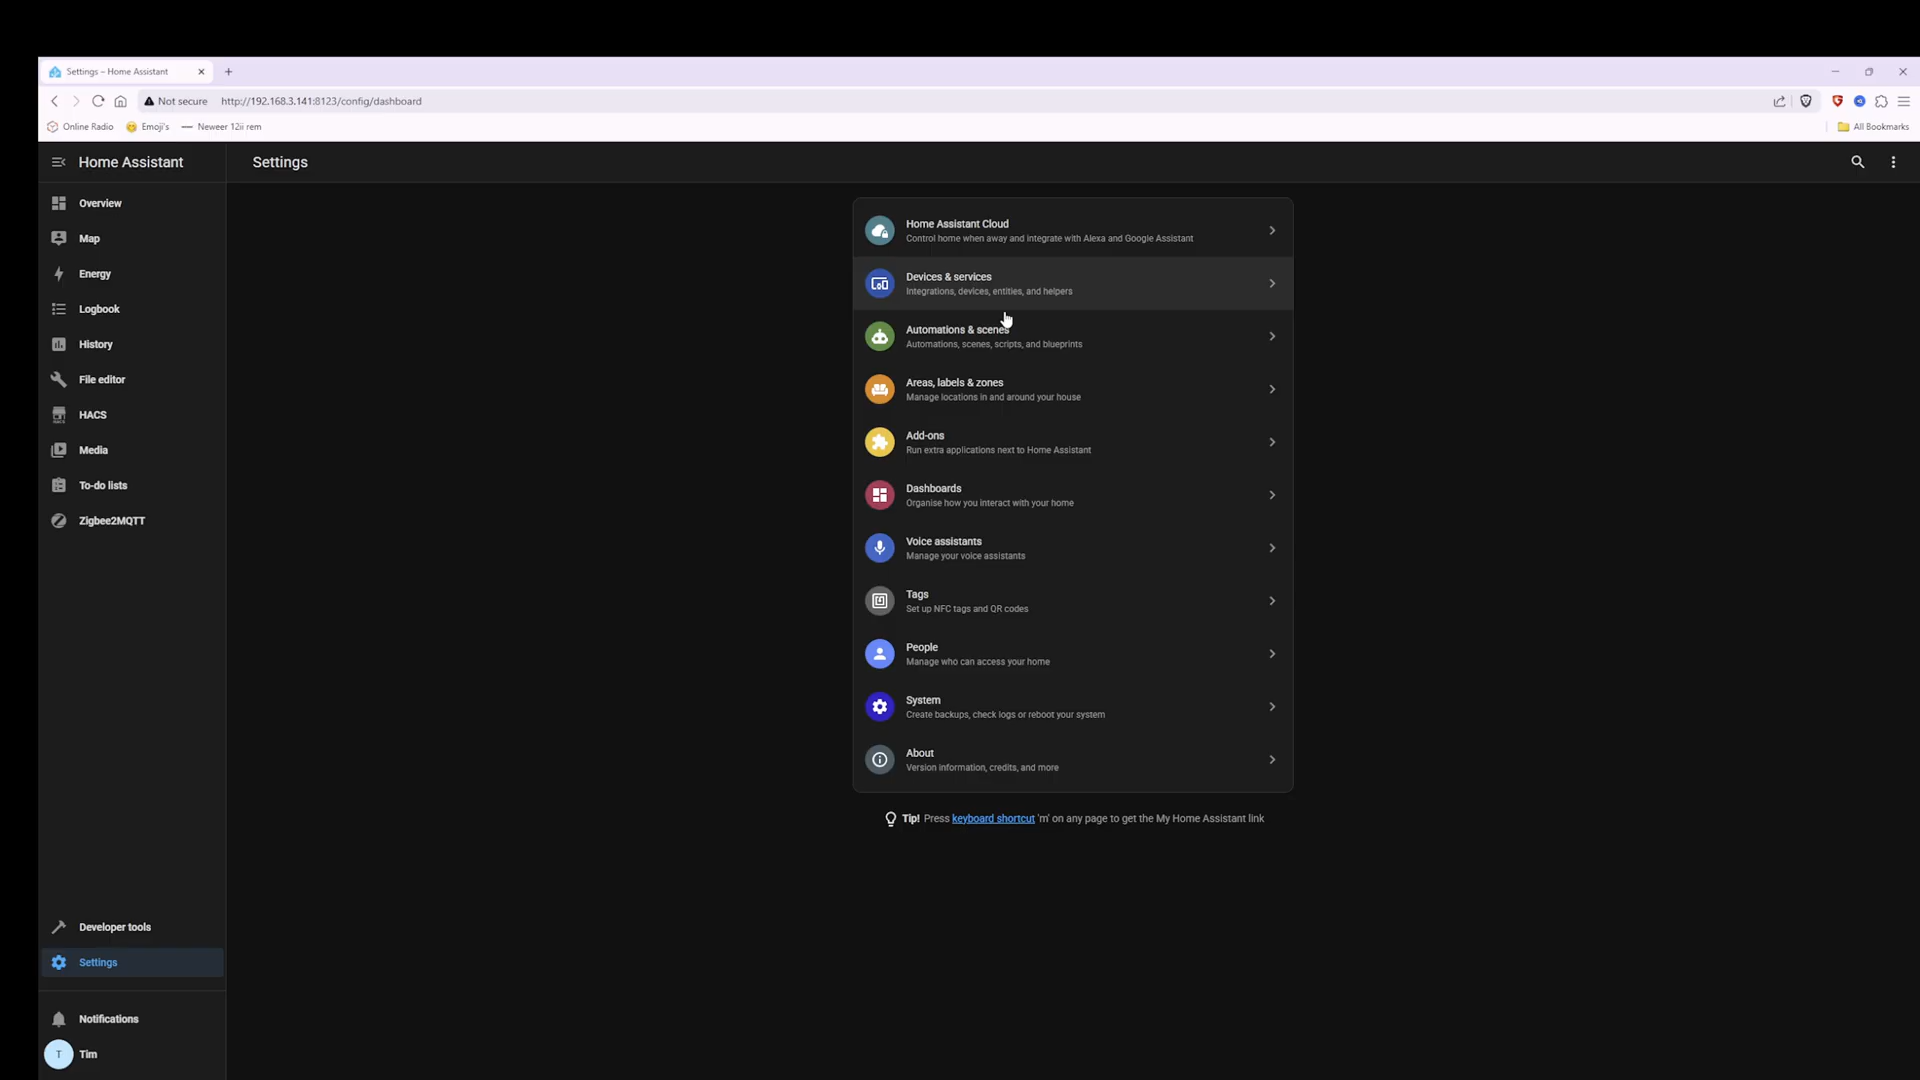 Settings – Home Assistant
Not secure http://192.168.3.141:8123/config/dashboard
Online Radio Emoji's Neweer 12ii rem All Bookmarks
Home Assistant
Settings
Overview
Map
Energy
Logbook
History
File editor
HACS
Media
To-do lists
Zigbee2MQTT
Developer tools
Settings
Notifications
T Tim
Home Assistant Cloud
Control home when away and integrate with Alexa and Google Assistant
Devices & services
Integrations, devices, entities, and helpers
Automations & scenes
Automations, scenes, scripts, and blueprints
Areas, labels & zones
Manage locations in and around your house
Add-ons
Run extra applications next to Home Assistant
Dashboards
Organise how you interact with your home
Voice assistants
Manage your voice assistants
Tags
Set up NFC tags and QR codes
People
Manage who can access your home
System
Create backups, check logs or reboot your system
About
Version information, credits, and more
Tip! Press keyboard shortcut 'm' on any page to get the My Home Assistant link